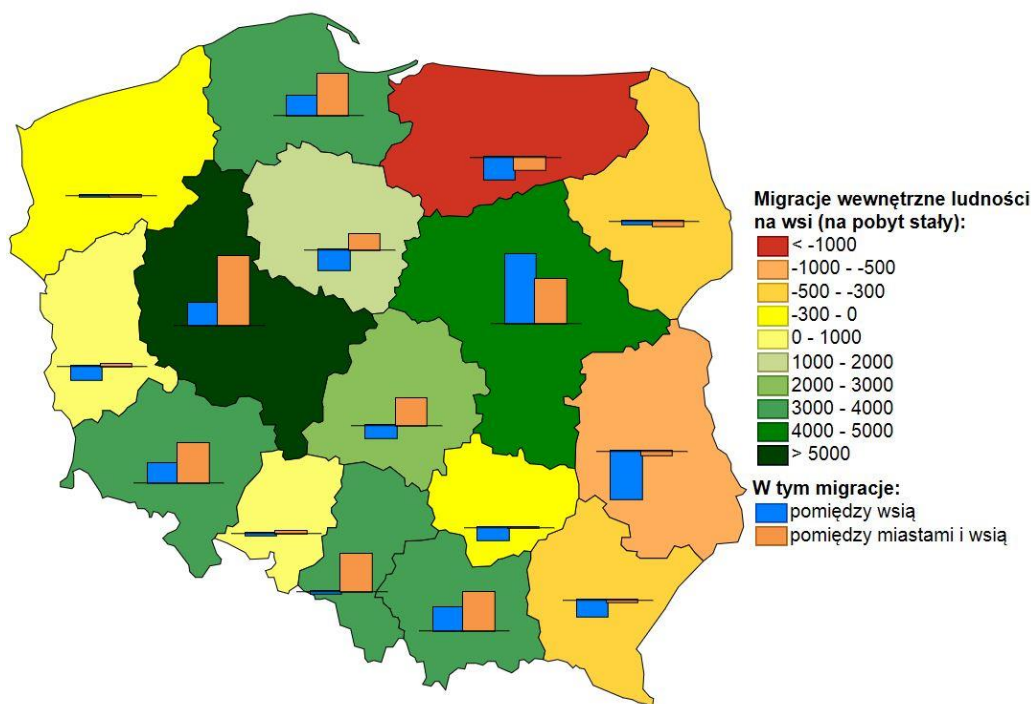 Migracje wewnętrzne ludności
na wsi (na pobyt stały):
< -1000
-1000 - -500
-500 - -300
-300 - 0
0 - 1000
1000 - 2000
2000 - 3000
3000 - 4000
4000 - 5000
> 5000
W tym migracje:
pomiędzy wsią
pomiędzy miastami i wsią